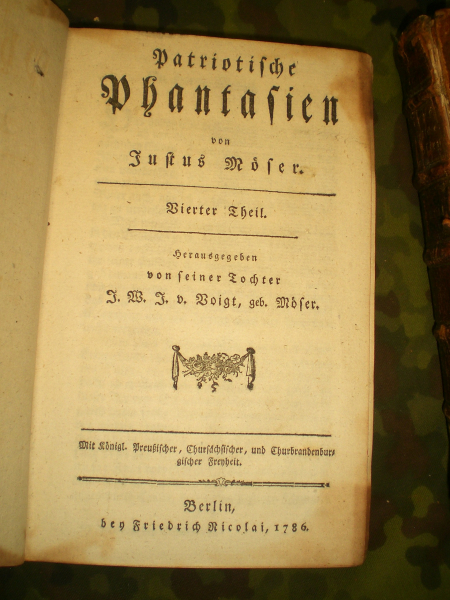 Patriotiſche
Phantaſien
von
Juſtus Möſer.
Vierter Theil.
Herausgegeben
von ſeiner Tochter
J. W. J. v. Voigt, geb. Möſer.
Mit Königl. Preußiſcher, Churſächſiſcher, und Churbrandenbur⸗
giſcher Freyheit.
Berlin,
bey Friedrich Nicolai, 1786.